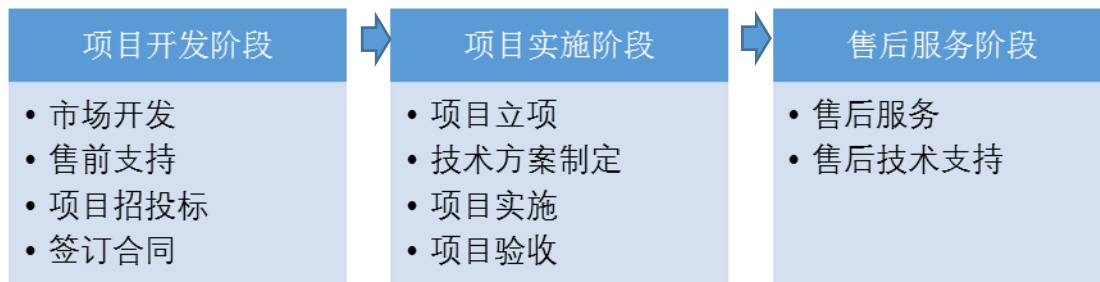 项目开发阶段
• 市场开发
• 售前支持
• 项目招投标
• 签订合同
项目实施阶段
• 项目立项
• 技术方案制定
• 项目实施
• 项目验收
售后服务阶段
• 售后服务
• 售后技术支持